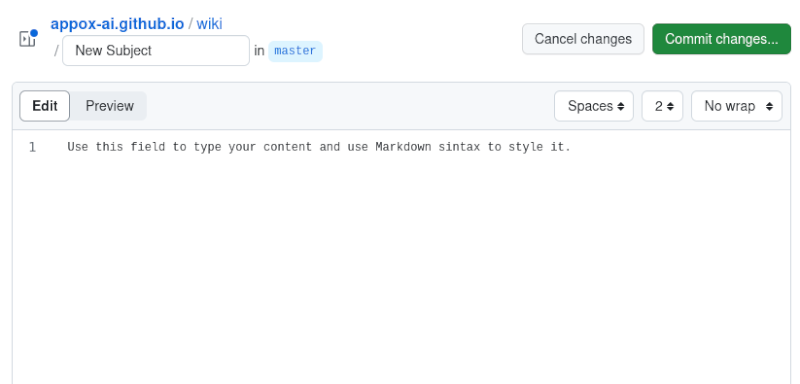 appox-ai.github.io / wiki
/ New Subject in master
Cancel changes
Commit changes...
Edit Preview Spaces 2 No wrap
1 Use this field to type your content and use Markdown sintax to style it.